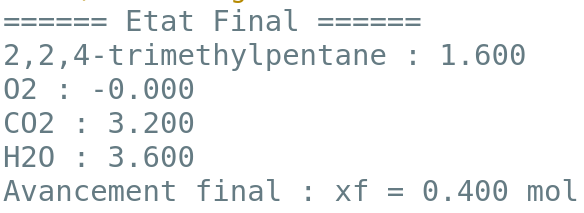 ====== Etat Final ======
2,2,4-trimethylpentane : 1.600
O2 : -0.000
CO2 : 3.200
H2O : 3.600
Avancement final : xf = 0.400 mol